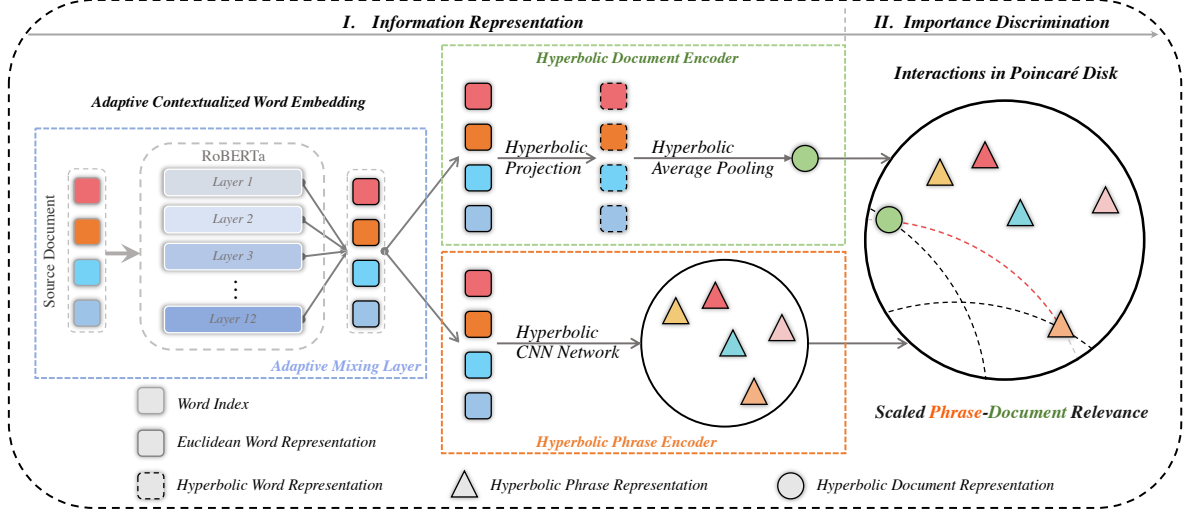 I. Information Representation
II. Importance Discrimination
Adaptive Contextualized Word Embedding
Source Document
RoBERTa
Layer 1
Layer 2
Layer 3
⋮
Layer 12
Adaptive Mixing Layer
Hyperbolic Document Encoder
Hyperbolic
Projection
Hyperbolic
Average Pooling
Hyperbolic
CNN Network
Hyperbolic Phrase Encoder
Interactions in Poincaré Disk
Scaled Phrase-Document Relevance
Word Index
Euclidean Word Representation
Hyperbolic Word Representation
Hyperbolic Phrase Representation
Hyperbolic Document Representation